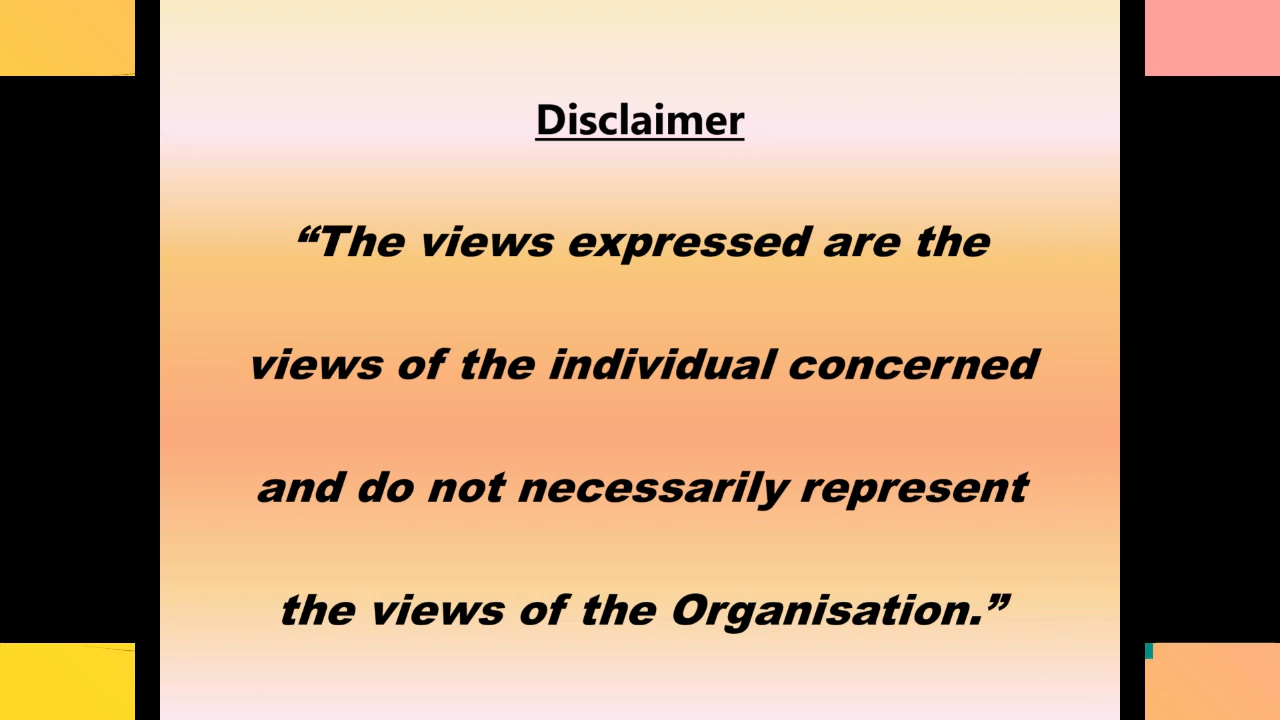 Disclaimer
“The views expressed are the
views of the individual concerned
and do not necessarily represent
the views of the Organisation.”